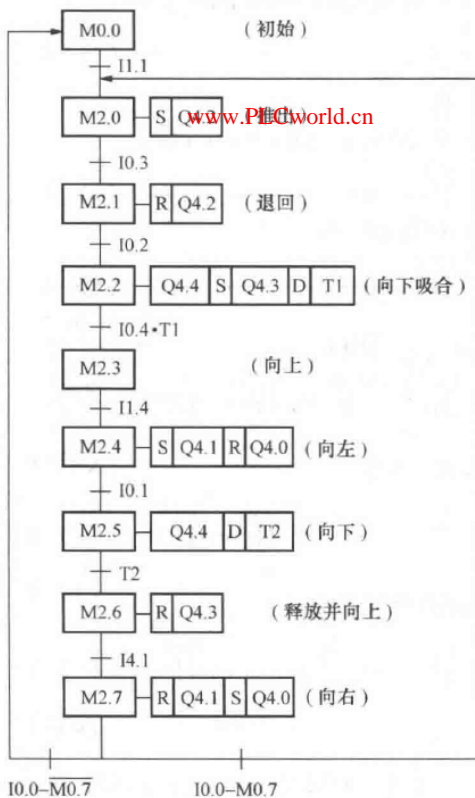 M0.0 (初始)
I1.1
M2.0 S Q4.2
www.PLCworld.cn
I0.3
M2.1 R Q4.2 (退回)
I0.2
M2.2 Q4.4 S Q4.3 D T1 (向下吸合)
I0.4•T1
M2.3 (向上)
I1.4
M2.4 S Q4.1 R Q4.0 (向左)
I0.1
M2.5 Q4.4 D T2 (向下)
T2
M2.6 R Q4.3 (释放并向上)
I4.1
M2.7 R Q4.1 S Q4.0 (向右)
I0.0–M̅0̅.̅7̅ I0.0–M0.7